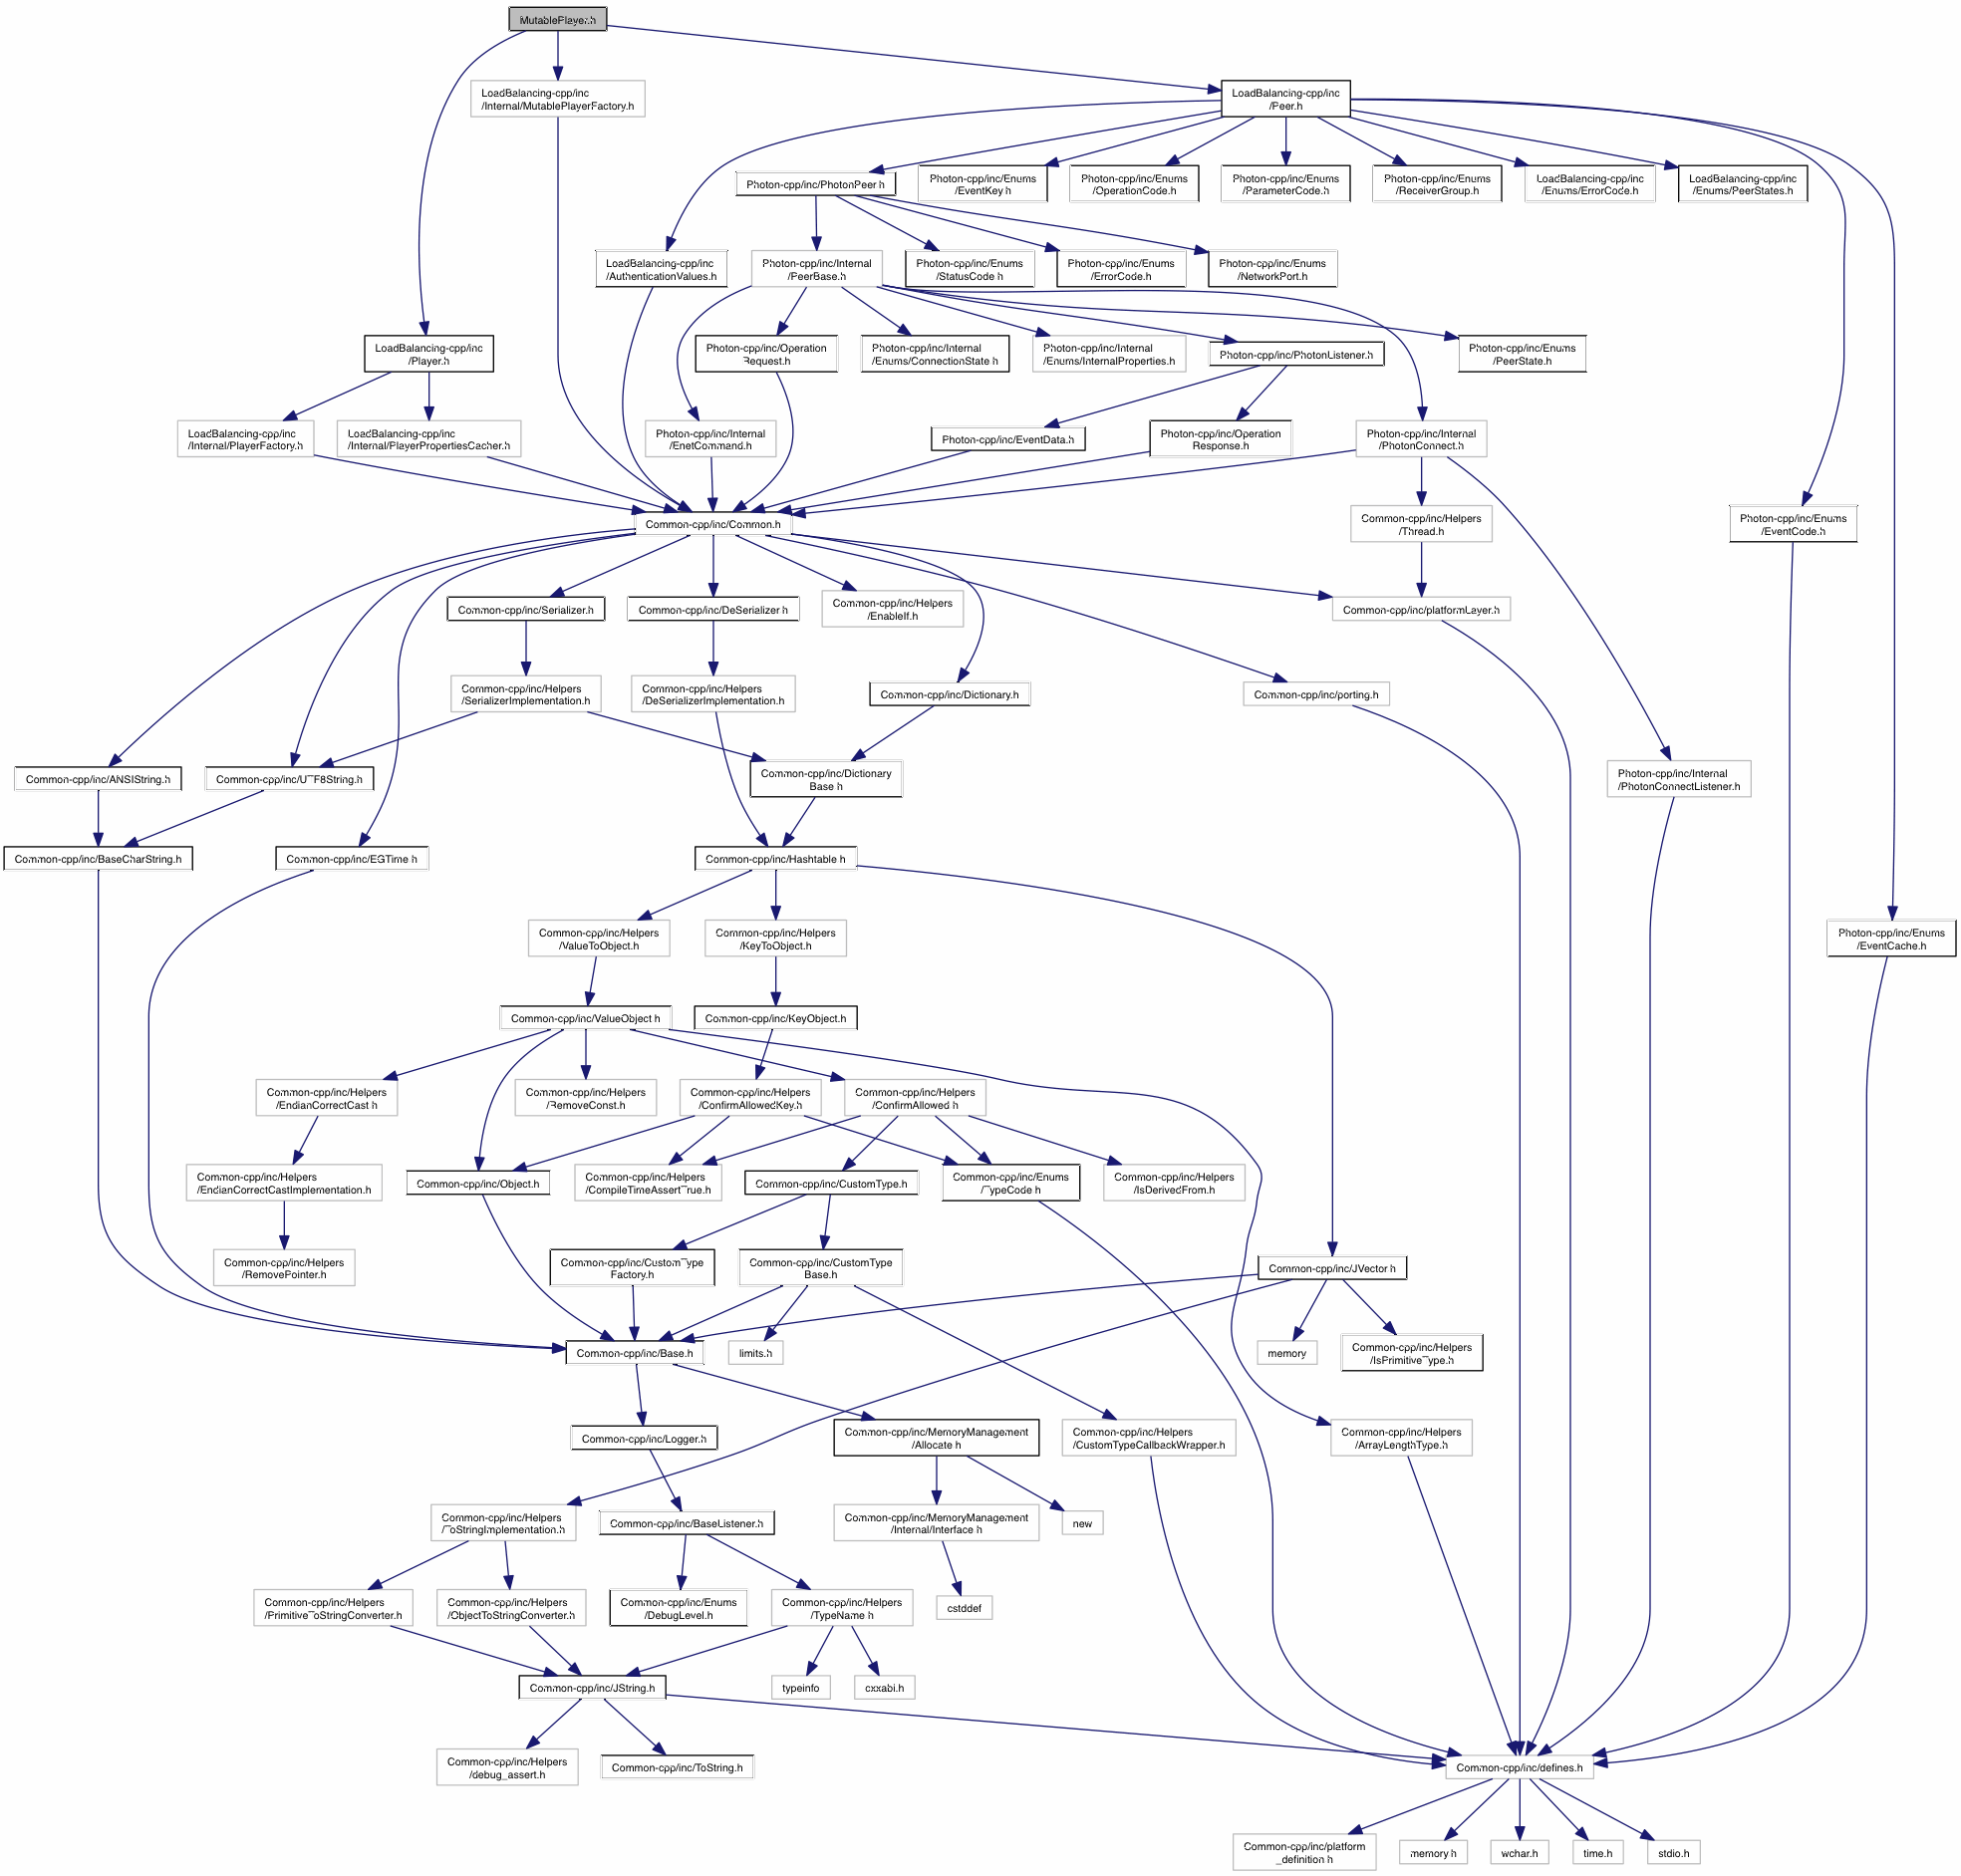 MutablePlayer.h
LoadBalancing-cpp/inc
/Internal/MutablePlayerFactory.h
LoadBalancing-cpp/inc
/Peer.h
Photon-cpp/inc/PhotonPeer.h
Photon-cpp/inc/Enums
/EventKey.h
Photon-cpp/inc/Enums
/OperationCode.h
Photon-cpp/inc/Enums
/ParameterCode.h
Photon-cpp/inc/Enums
/ReceiverGroup.h
LoadBalancing-cpp/inc
/Enums/ErrorCode.h
LoadBalancing-cpp/inc
/Enums/PeerStates.h
LoadBalancing-cpp/inc
/AuthenticationValues.h
Photon-cpp/inc/Internal
/PeerBase.h
Photon-cpp/inc/Enums
/StatusCode.h
Photon-cpp/inc/Enums
/ErrorCode.h
Photon-cpp/inc/Enums
/NetworkPort.h
LoadBalancing-cpp/inc
/Player.h
Photon-cpp/inc/Operation
Request.h
Photon-cpp/inc/Internal
/Enums/ConnectionState.h
Photon-cpp/inc/Internal
/Enums/InternalProperties.h
Photon-cpp/inc/PhotonListener.h
Photon-cpp/inc/Enums
/PeerState.h
LoadBalancing-cpp/inc
/Internal/PlayerFactory.h
LoadBalancing-cpp/inc
/Internal/PlayerPropertiesCacher.h
Photon-cpp/inc/Internal
/EnetCommand.h
Photon-cpp/inc/EventData.h
Photon-cpp/inc/Operation
Response.h
Photon-cpp/inc/Internal
/PhotonConnect.h
Common-cpp/inc/Common.h
Common-cpp/inc/Helpers
/Thread.h
Photon-cpp/inc/Enums
/EventCode.h
Common-cpp/inc/Serializer.h
Common-cpp/inc/DeSerializer.h
Common-cpp/inc/Helpers
/EnableIf.h
Common-cpp/inc/platformLayer.h
Common-cpp/inc/Helpers
/SerializerImplementation.h
Common-cpp/inc/Helpers
/DeSerializerImplementation.h
Common-cpp/inc/Dictionary.h
Common-cpp/inc/porting.h
Common-cpp/inc/ANSIString.h
Common-cpp/inc/UTF8String.h
Common-cpp/inc/Dictionary
Base.h
Photon-cpp/inc/Internal
/PhotonConnectListener.h
Common-cpp/inc/BaseCharString.h
Common-cpp/inc/EGTime.h
Common-cpp/inc/Hashtable.h
Common-cpp/inc/Helpers
/ValueToObject.h
Common-cpp/inc/Helpers
/KeyToObject.h
Photon-cpp/inc/Enums
/EventCache.h
Common-cpp/inc/ValueObject.h
Common-cpp/inc/KeyObject.h
Common-cpp/inc/Helpers
/EndianCorrectCast.h
Common-cpp/inc/Helpers
/RemoveConst.h
Common-cpp/inc/Helpers
/ConfirmAllowedKey.h
Common-cpp/inc/Helpers
/ConfirmAllowed.h
Common-cpp/inc/Helpers
/EndianCorrectCastImplementation.h
Common-cpp/inc/Object.h
Common-cpp/inc/Helpers
/CompileTimeAssertTrue.h
Common-cpp/inc/CustomType.h
Common-cpp/inc/Enums
/TypeCode.h
Common-cpp/inc/Helpers
/IsDerivedFrom.h
Common-cpp/inc/Helpers
/RemovePointer.h
Common-cpp/inc/CustomType
Factory.h
Common-cpp/inc/CustomType
Base.h
Common-cpp/inc/JVector.h
Common-cpp/inc/Base.h
limits.h
memory
Common-cpp/inc/Helpers
/IsPrimitiveType.h
Common-cpp/inc/Logger.h
Common-cpp/inc/MemoryManagement
/Allocate.h
Common-cpp/inc/Helpers
/CustomTypeCallbackWrapper.h
Common-cpp/inc/Helpers
/ArrayLengthType.h
Common-cpp/inc/Helpers
/ToStringImplementation.h
Common-cpp/inc/BaseListener.h
Common-cpp/inc/MemoryManagement
/Internal/Interface.h
new
Common-cpp/inc/Helpers
/PrimitiveToStringConverter.h
Common-cpp/inc/Helpers
/ObjectToStringConverter.h
Common-cpp/inc/Enums
/DebugLevel.h
Common-cpp/inc/Helpers
/TypeName.h
cstddef
Common-cpp/inc/JString.h
typeinfo
cxxabi.h
Common-cpp/inc/Helpers
/debug_assert.h
Common-cpp/inc/ToString.h
Common-cpp/inc/defines.h
Common-cpp/inc/platform
_definition.h
memory.h
wchar.h
time.h
stdio.h